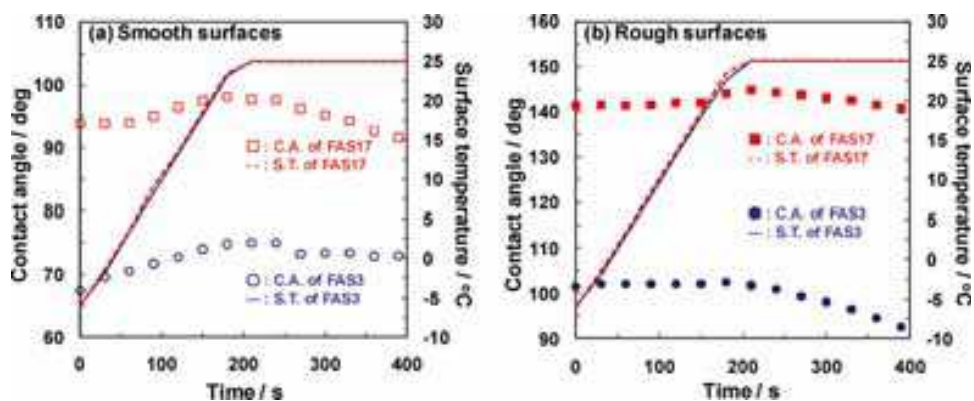 110
100
90
80
70
60
Contact angle / deg
(a) Smooth surfaces
□ : C.A. of FAS17
---- : S.T. of FAS17
○ : C.A. of FAS3
— : S.T. of FAS3
30
25
20
15
10
5
0
-5
-10
Surface temperature / °C
0 100 200 300 400
Time / s
160
150
140
130
120
110
100
90
Contact angle / deg
(b) Rough surfaces
■ : C.A. of FAS17
---- : S.T. of FAS17
● : C.A. of FAS3
— : S.T. of FAS3
30
25
20
15
10
5
0
-5
-10
Surface temperature / °C
0 100 200 300 400
Time / s